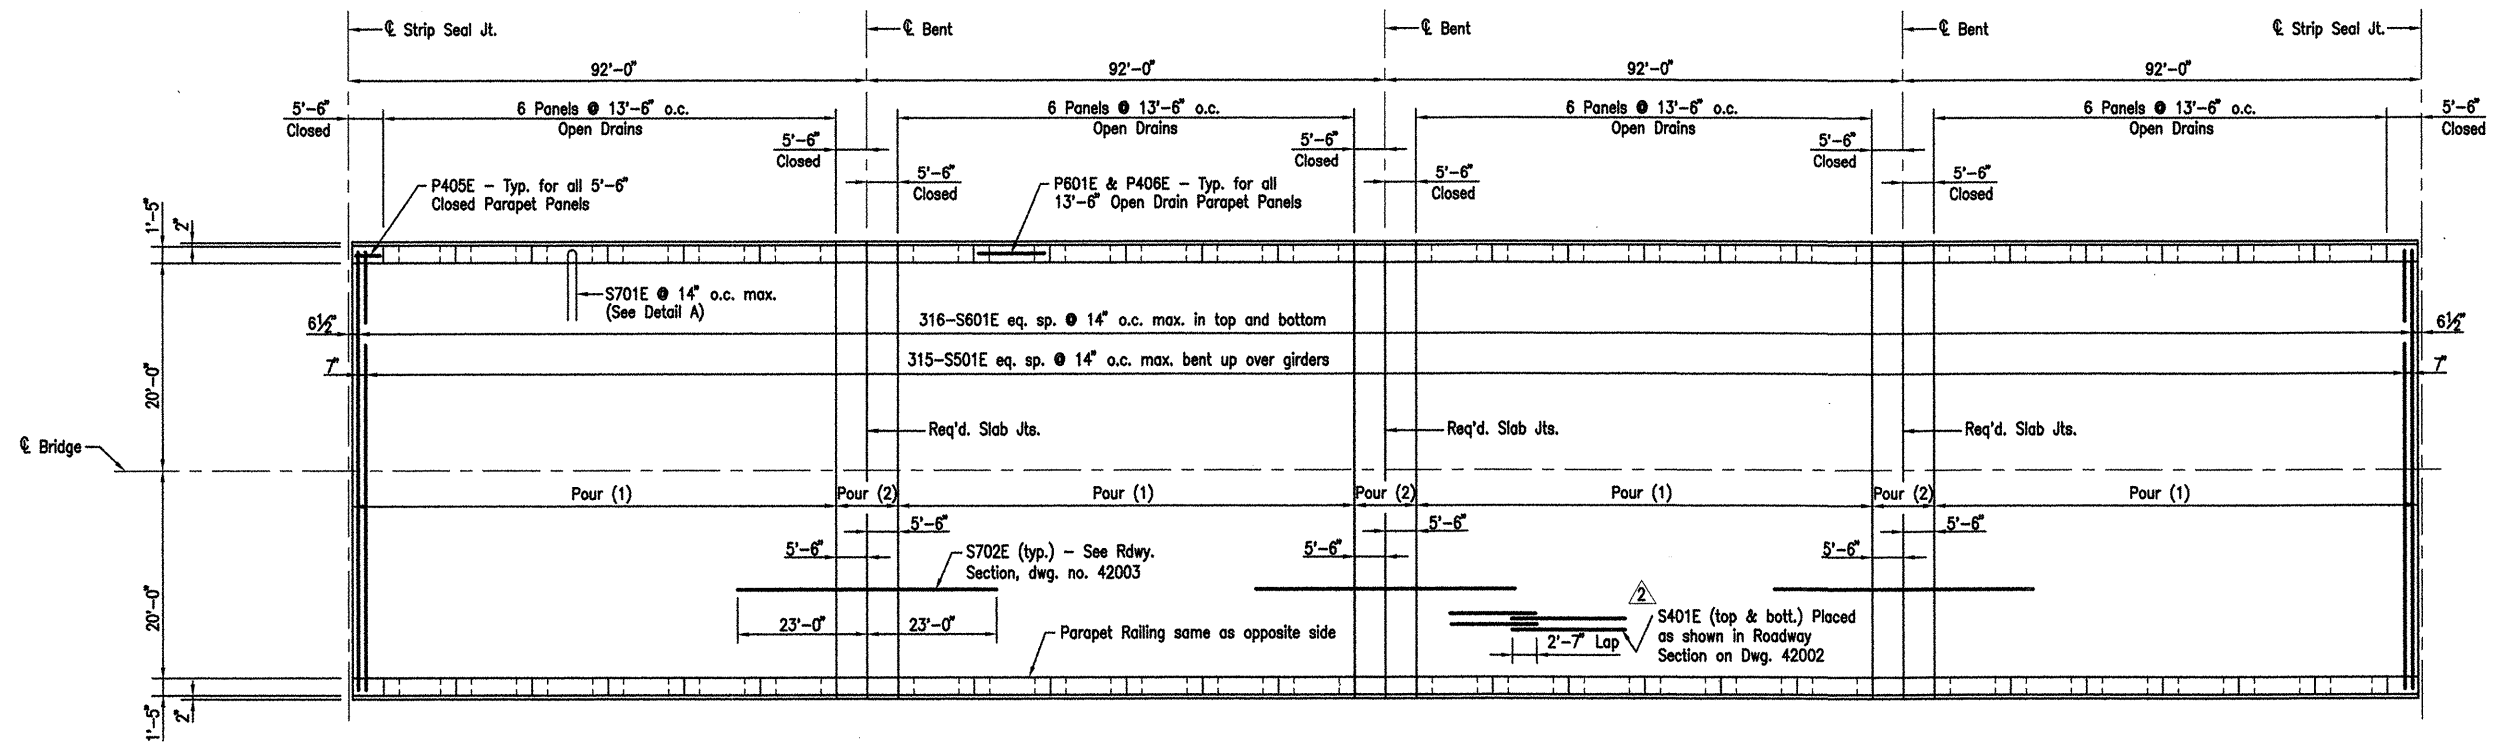 ℄ Strip Seal Jt.
℄ Bent
℄ Bent
℄ Bent
℄ Strip Seal Jt.
92'-0"
92'-0"
92'-0"
92'-0"
5'-6"
Closed
6 Panels @ 13'-6" o.c.
Open Drains
6 Panels @ 13'-6" o.c.
Open Drains
6 Panels @ 13'-6" o.c.
Open Drains
6 Panels @ 13'-6" o.c.
Open Drains
5'-6"
Closed
5'-6"
Closed
5'-6"
Closed
5'-6"
Closed
5'-6"
Closed
5'-6"
Closed
5'-6"
Closed
P405E - Typ. for all 5'-6"
Closed Parapet Panels
P601E & P406E - Typ. for all
13'-6" Open Drain Parapet Panels
1'-5"
2"
S701E @ 14" o.c. max.
(See Detail A)
6½"
316-S601E eq. sp. @ 14" o.c. max. in top and bottom
6½"
7"
315-S501E eq. sp. @ 14" o.c. max. bent up over girders
7"
20'-0"
Req'd. Slab Jts.
Req'd. Slab Jts.
Req'd. Slab Jts.
℄ Bridge
Pour (1)
Pour (2)
Pour (1)
Pour (2)
Pour (1)
Pour (2)
Pour (1)
5'-6"
5'-6"
5'-6"
5'-6"
5'-6"
5'-6"
S702E (typ.) - See Rdwy.
Section, dwg. no. 42003
20'-0"
23'-0"
23'-0"
Parapet Railing same as opposite side
2
2'-7" Lap
S401E (top & bott.) Placed
as shown in Roadway
Section on Dwg. 42002
1'-5"
2"